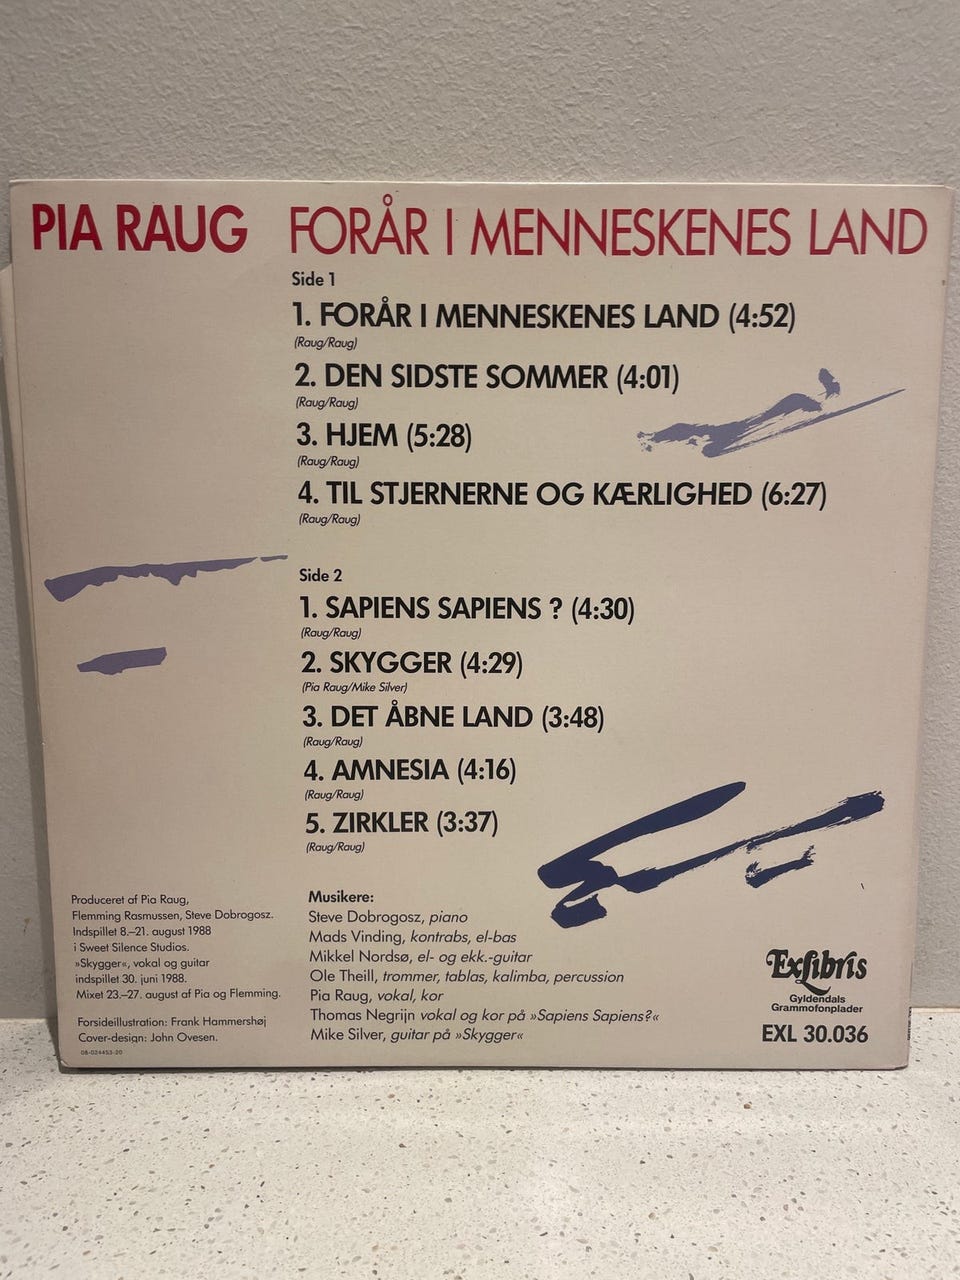 PIA RAUG FORÅR I MENNESKENES LAND
Side 1
1. FORÅR I MENNESKENES LAND (4:52)
(Raug/Raug)
2. DEN SIDSTE SOMMER (4:01)
(Raug/Raug)
3. HJEM (5:28)
(Raug/Raug)
4. TIL STJERNERNE OG KÆRLIGHED (6:27)
(Raug/Raug)
Side 2
1. SAPIENS SAPIENS ? (4:30)
(Raug/Raug)
2. SKYGGER (4:29)
(Pia Raug/Mike Silver)
3. DET ÅBNE LAND (3:48)
(Raug/Raug)
4. AMNESIA (4:16)
(Raug/Raug)
5. ZIRKLER (3:37)
(Raug/Raug)
Produceret af Pia Raug,
Flemming Rasmussen, Steve Dobrogosz.
Indspillet 8.–21. august 1988
i Sweet Silence Studios.
»Skygger«, vokal og guitar
indspillet 30. juni 1988.
Mixet 23.–27. august af Pia og Flemming.
Forsideillustration: Frank Hammershøj
Cover-design: John Ovesen.
08-024453-20
Musikere:
Steve Dobrogosz, piano
Mads Vinding, kontrabs, el-bas
Mikkel Nordsø, el- og ekk.-guitar
Ole Theill, trommer, tablas, kalimba, percussion
Pia Raug, vokal, kor
Thomas Negrijn vokal og kor på »Sapiens Sapiens?«
Mike Silver, guitar på »Skygger«
Exlibris
Gyldendals
Grammofonplader
EXL 30.036